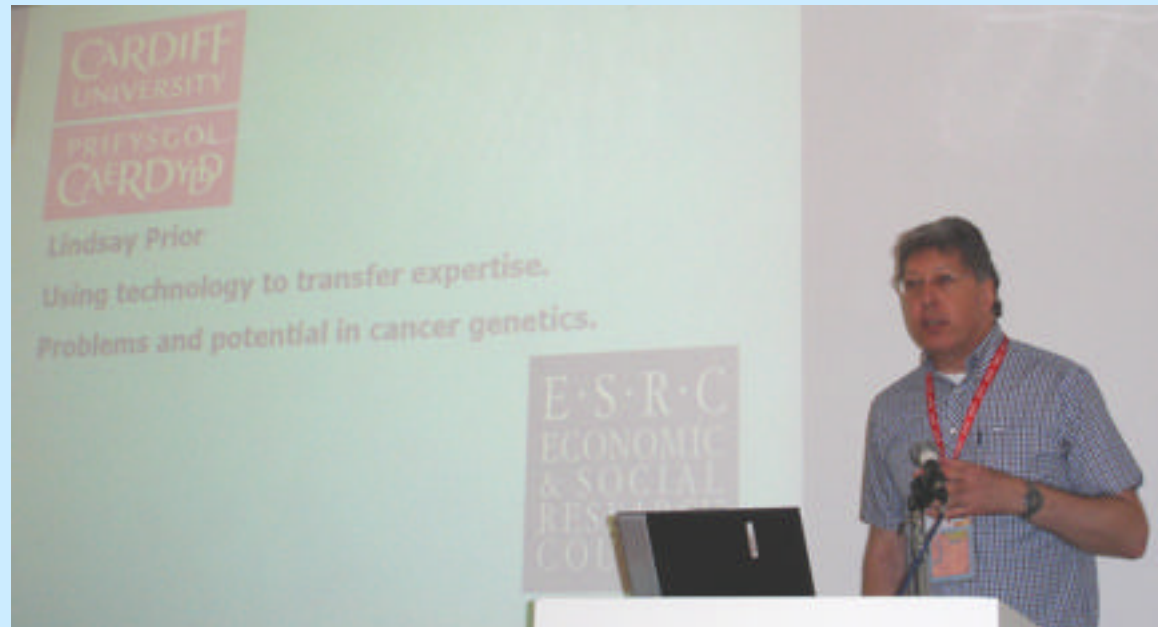 CARDIFF
UNIVERSITY
PRIFYSGOL
CAERDYDD
Lindsay Prior
Using technology to transfer expertise.
Problems and potential in cancer genetics.
E·S·R·C
ECONOMIC
& SOCIAL